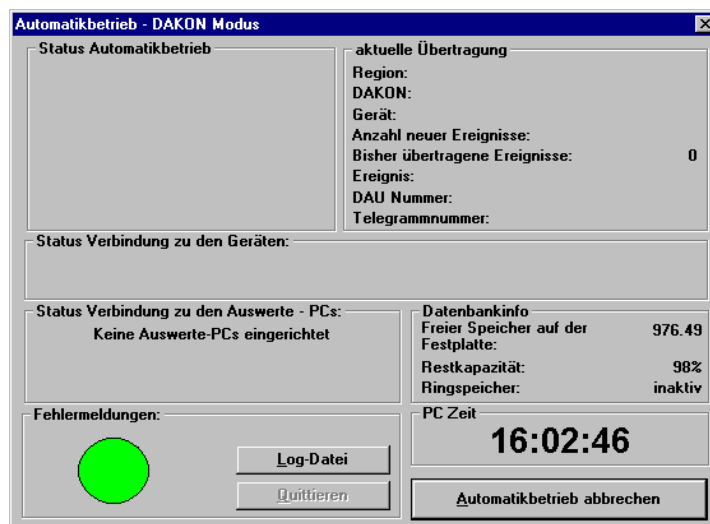 Automatikbetrieb - DAKON Modus
Status Automatikbetrieb
aktuelle Übertragung
Region:
DAKON:
Gerät:
Anzahl neuer Ereignisse:
Bisher übertragene Ereignisse: 0
Ereignis:
DAU Nummer:
Telegrammnummer:
Status Verbindung zu den Geräten:
Status Verbindung zu den Auswerte - PCs:
Keine Auswerte-PCs eingerichtet
Datenbankinfo
Freier Speicher auf der 976.49
Festplatte:
Restkapazität: 98%
Ringspeicher: inaktiv
Fehlermeldungen:
Log-Datei
Quittieren
PC Zeit
16:02:46
Automatikbetrieb abbrechen